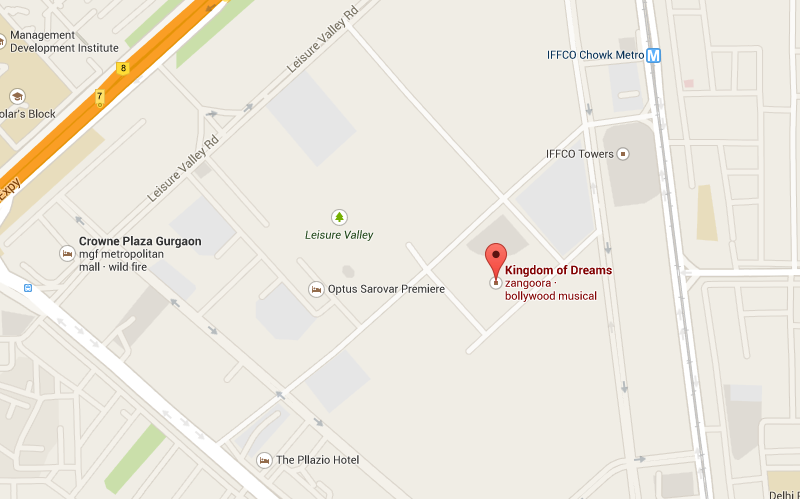 Management
Development Institute
8
7
olar's Block
Expy
Leisure Valley Rd
Leisure Valley Rd
IFFCO Chowk Metro
M
IFFCO Towers
Leisure Valley
Crowne Plaza Gurgaon
mgf metropolitan
mall · wild fire
Optus Sarovar Premiere
Kingdom of Dreams
zangoora ·
bollywood musical
The Pllazio Hotel
Delhi